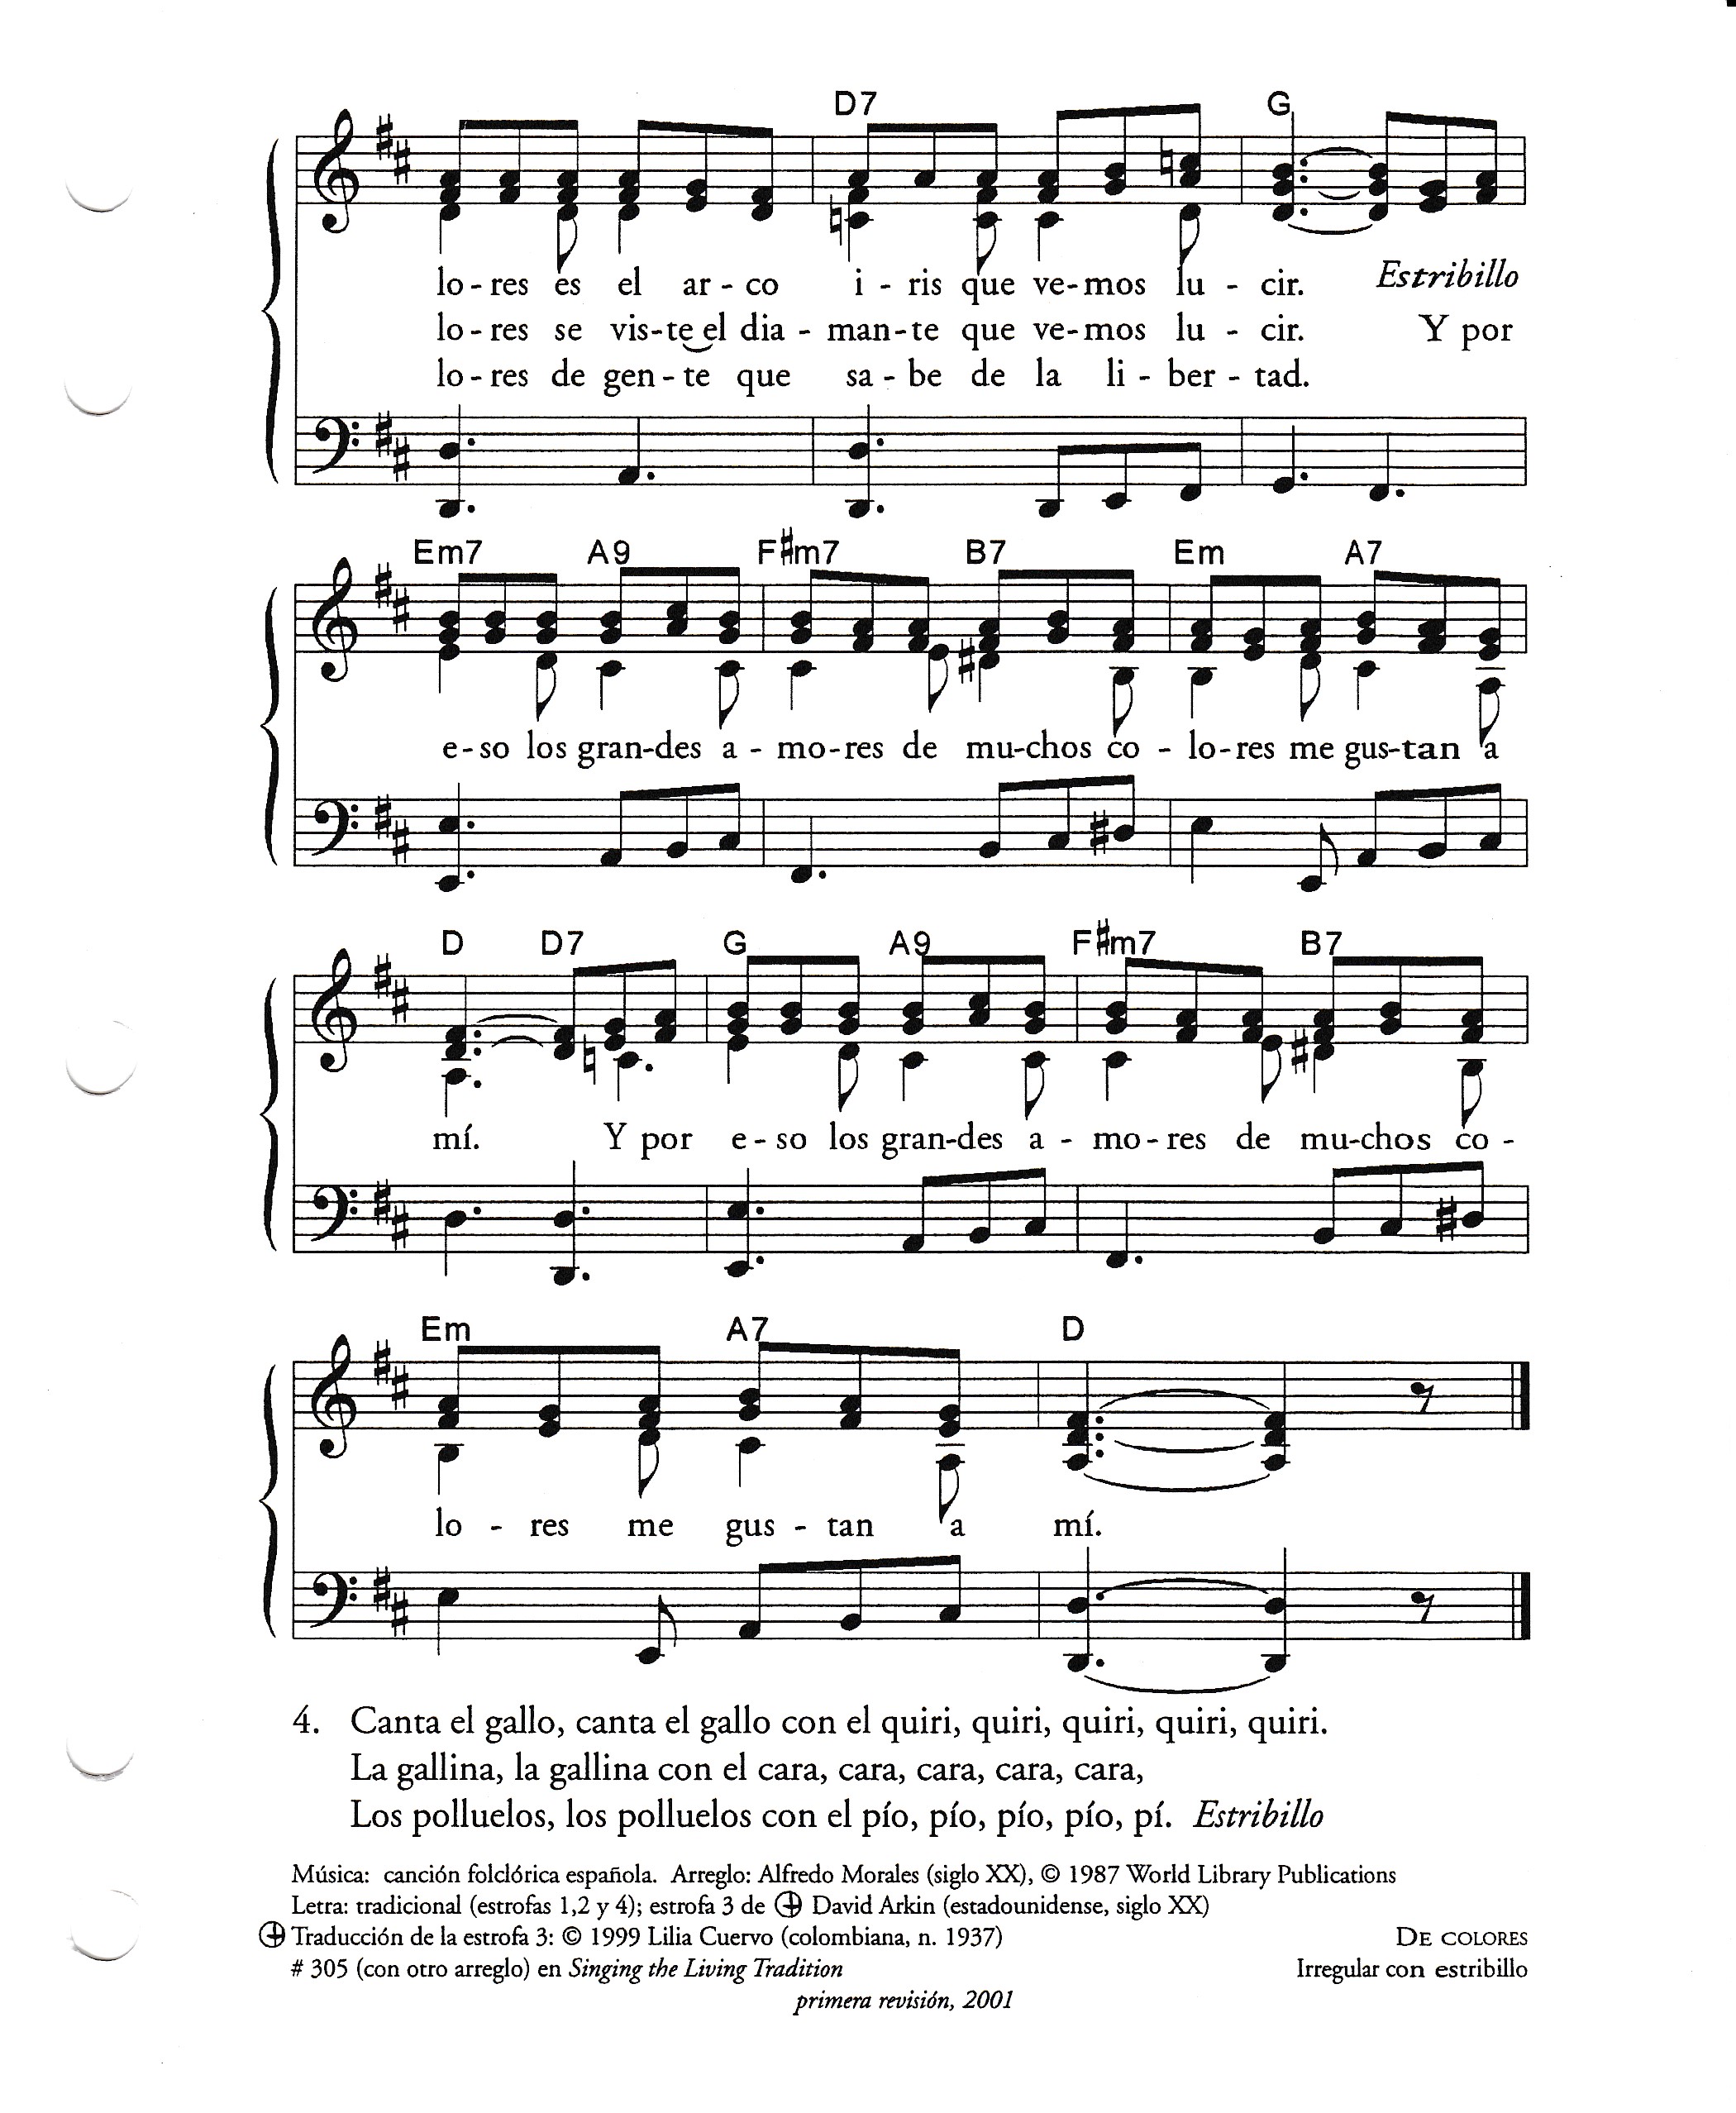 D7 G
lo - res es el ar - co i - ris que ve - mos lu - cir. Estribillo
lo - res se vis - te el dia - man - te que ve - mos lu - cir. Y por
lo - res de gen - te que sa - be de la li - ber - tad.
Em7 A9 F#m7 B7 Em A7
e - so los gran - des a - mo - res de mu - chos co - lo - res me gus - tan a
D D7 G A9 F#m7 B7
mí. Y por e - so los gran - des a - mo - res de mu - chos co -
Em A7 D
lo - res me gus - tan a mí.
4. Canta el gallo, canta el gallo con el quiri, quiri, quiri, quiri, quiri.
La gallina, la gallina con el cara, cara, cara, cara, cara,
Los polluelos, los polluelos con el pío, pío, pío, pío, pí. Estribillo
Música: canción folclórica española. Arreglo: Alfredo Morales (siglo XX), © 1987 World Library Publications
Letra: tradicional (estrofas 1,2 y 4); estrofa 3 de David Arkin (estadounidense, siglo XX)
Traducción de la estrofa 3: © 1999 Lilia Cuervo (colombiana, n. 1937) DE COLORES
# 305 (con otro arreglo) en Singing the Living Tradition Irregular con estribillo
primera revisión, 2001